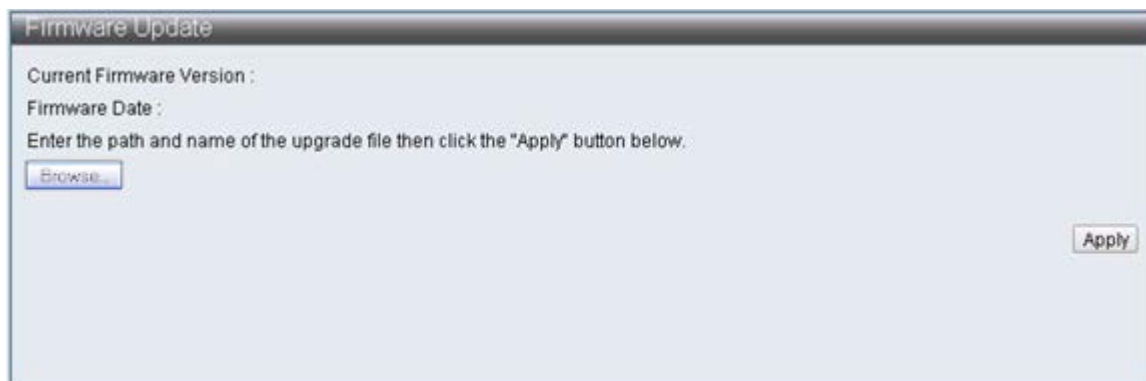 Firmware Update
Current Firmware Version :
Firmware Date :
Enter the path and name of the upgrade file then click the "Apply" button below.
Browse..
Apply